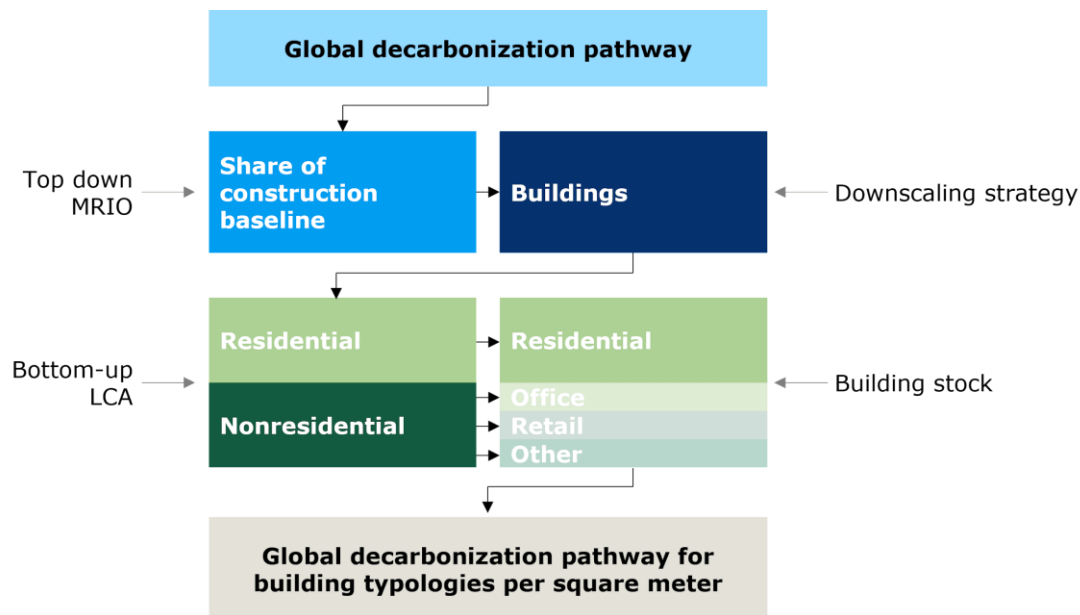 Global decarbonization pathway
Top down
MRIO
Share of
construction
baseline
Buildings
Downscaling strategy
Bottom-up
LCA
Residential
Residential
Nonresidential
Office
Retail
Other
Building stock
Global decarbonization pathway for
building typologies per square meter